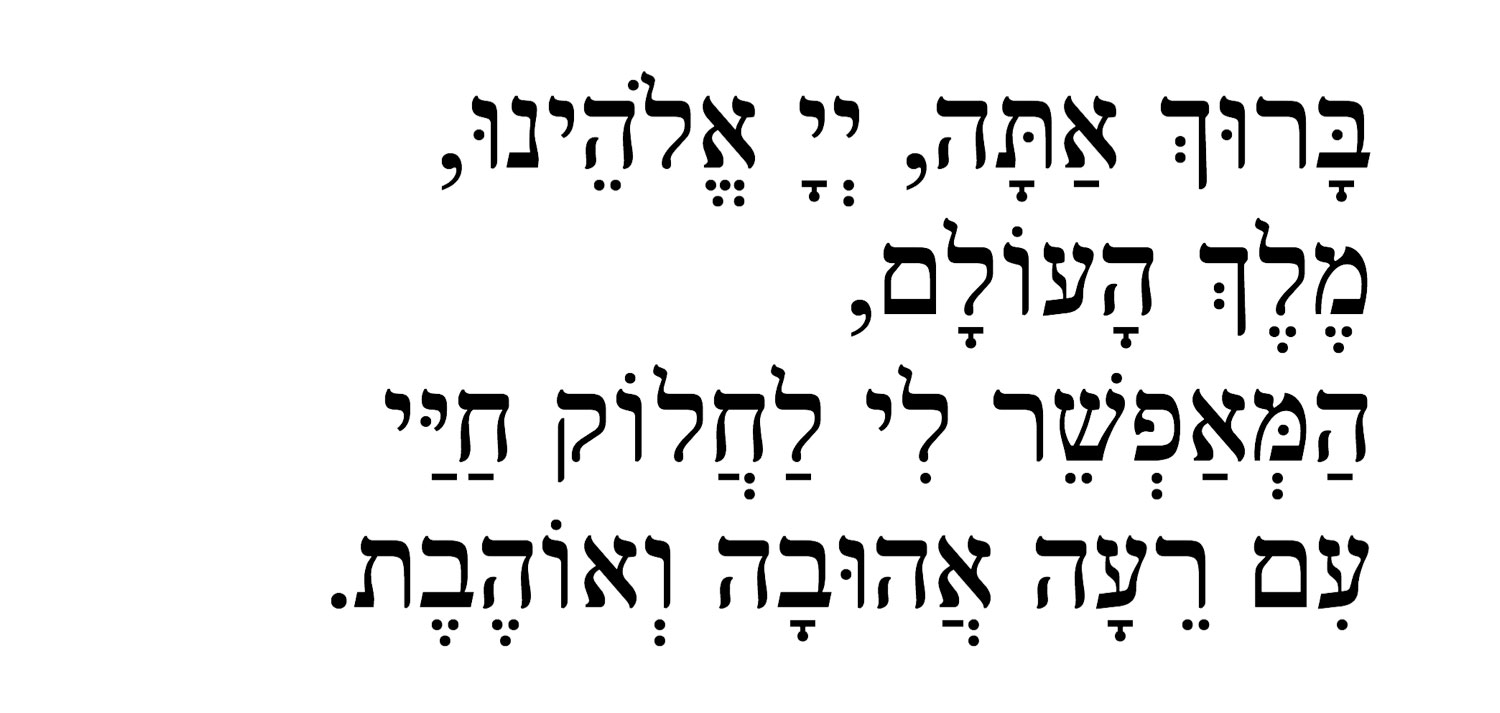 בָּרוּךְ אַתָּה, יְיָ אֱלֹהֵינוּ,
מֶלֶךְ הָעוֹלָם,
הַמְּאַפְשֵׁר לִי לַחֲלוֹק חַיַּי
עִם רֵעָה אֲהוּבָה וְאוֹהֶבֶת.